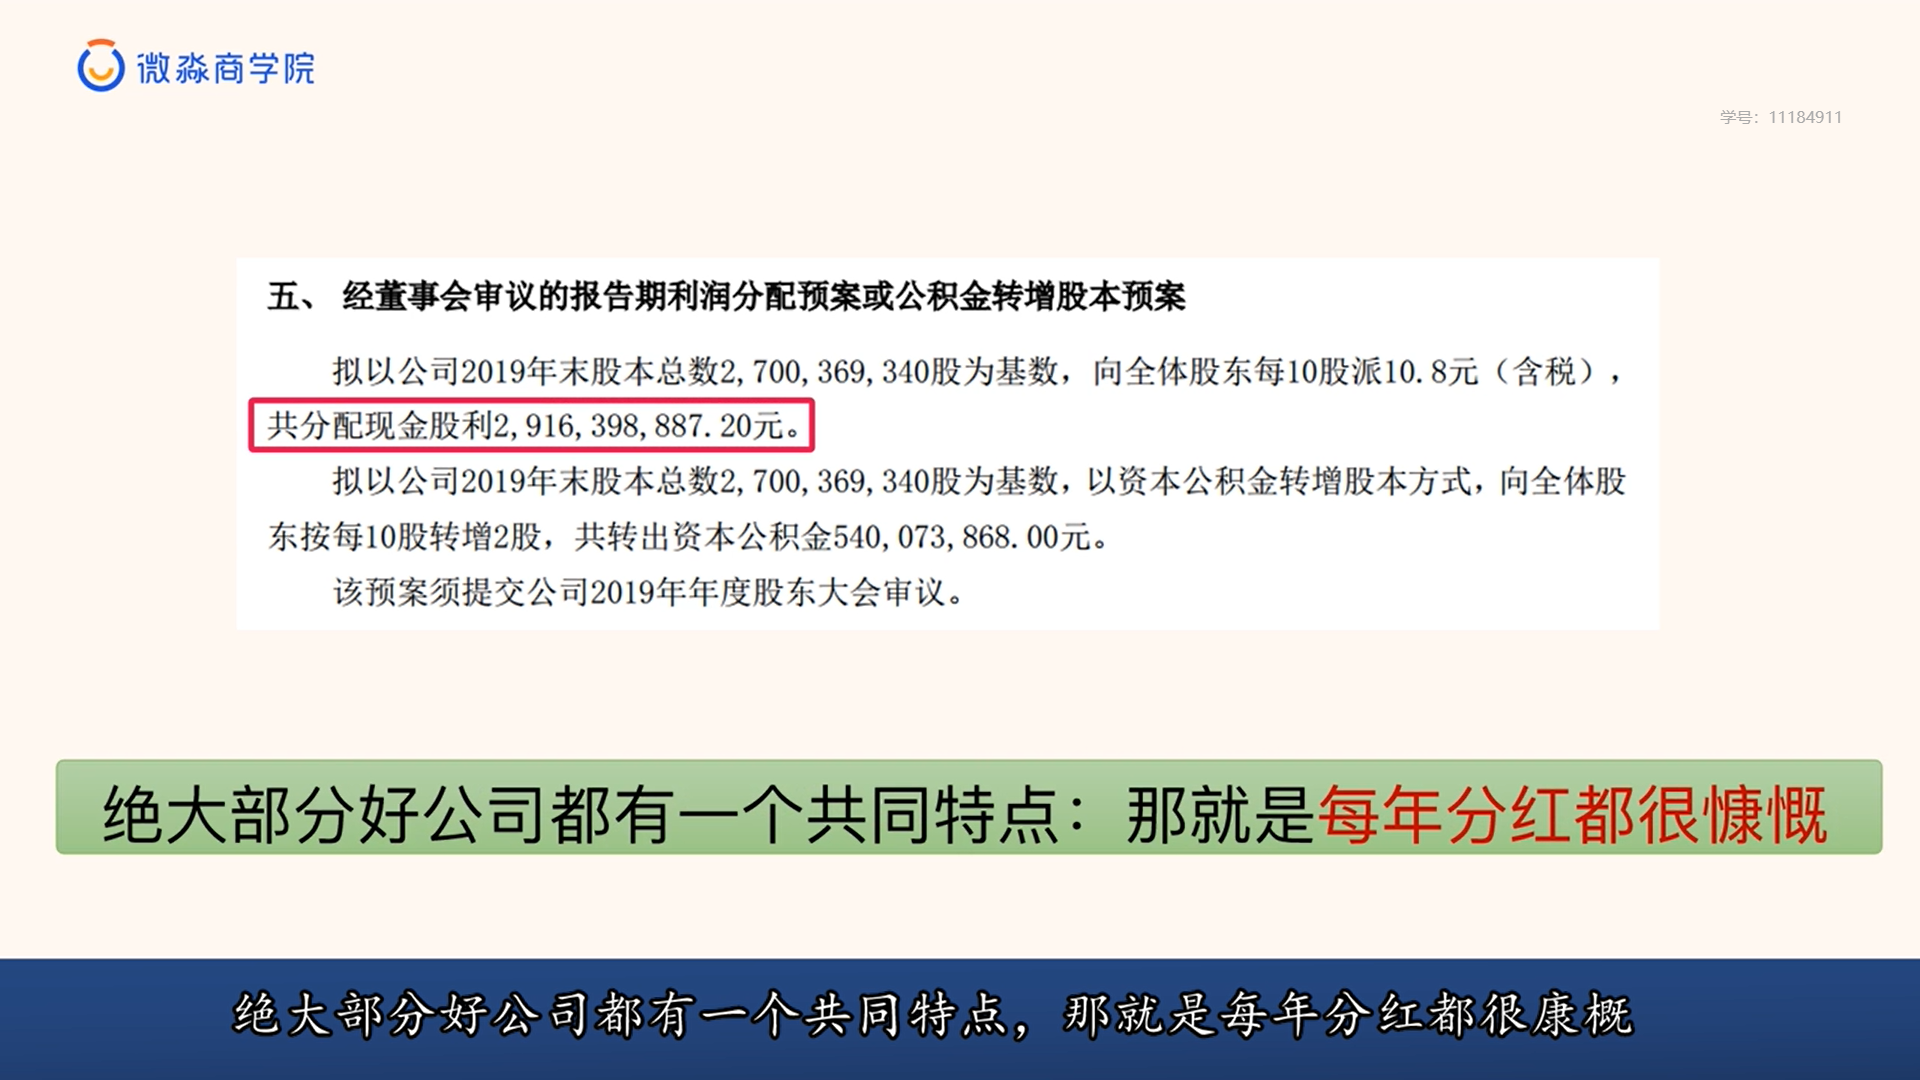 微淼商学院
学号：11184911
五、 经董事会审议的报告期利润分配预案或公积金转增股本预案
拟以公司2019年末股本总数2,700,369,340股为基数，向全体股东每10股派10.8元（含税），
共分配现金股利2,916,398,887.20元。
拟以公司2019年末股本总数2,700,369,340股为基数，以资本公积金转增股本方式，向全体股
东按每10股转增2股，共转出资本公积金540,073,868.00元。
该预案须提交公司2019年年度股东大会审议。
绝大部分好公司都有一个共同特点：那就是每年分红都很慷慨
绝大部分好公司都有一个共同特点，那就是每年分红都很康概